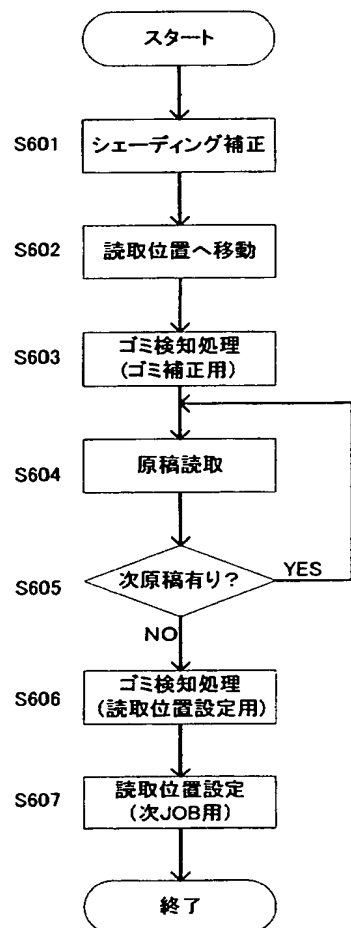 スタート
S601
シェーディング補正
S602
読取位置へ移動
S603
ゴミ検知処理
(ゴミ補正用)
S604
原稿読取
S605
次原稿有り?
YES
NO
S606
ゴミ検知処理
(読取位置設定用)
S607
読取位置設定
(次JOB用)
終了